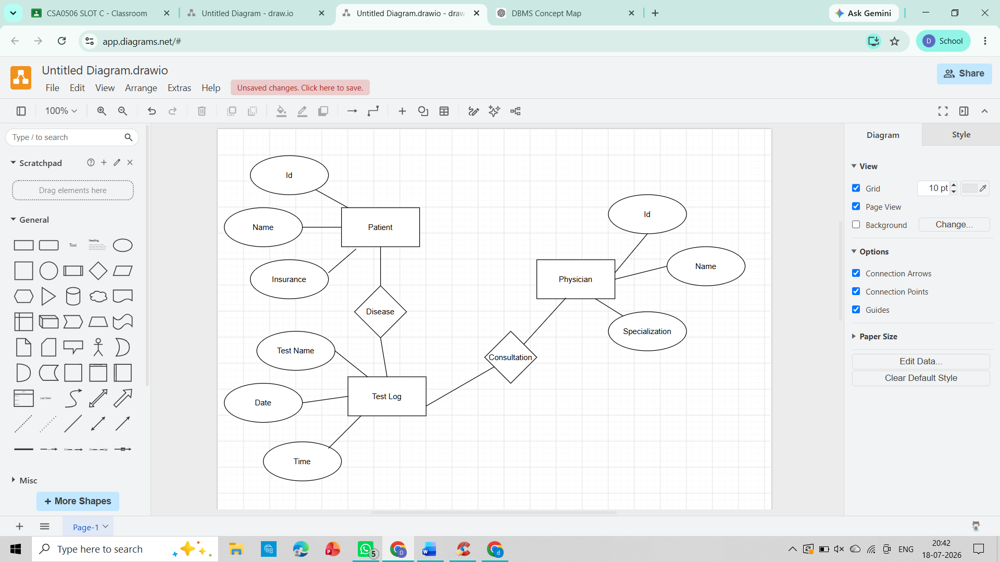 CSA0506 SLOT C - Classroom
Untitled Diagram - draw.io
Untitled Diagram.drawio - draw
DBMS Concept Map
Ask Gemini
app.diagrams.net/#
D School
Untitled Diagram.drawio
File Edit View Arrange Extras Help
Unsaved changes. Click here to save.
Share
100%
Type / to search
Scratchpad
Drag elements here
General
Text
Heading
List Item
Misc
+ More Shapes
Id
Name
Patient
Insurance
Disease
Test Name
Date
Test Log
Time
Consultation
Physician
Id
Name
Specialization
Diagram
Style
View
Grid
10 pt
Page View
Background
Change...
Options
Connection Arrows
Connection Points
Guides
Paper Size
Edit Data...
Clear Default Style
Page-1
Type here to search
5
ENG
20:42
18-07-2026